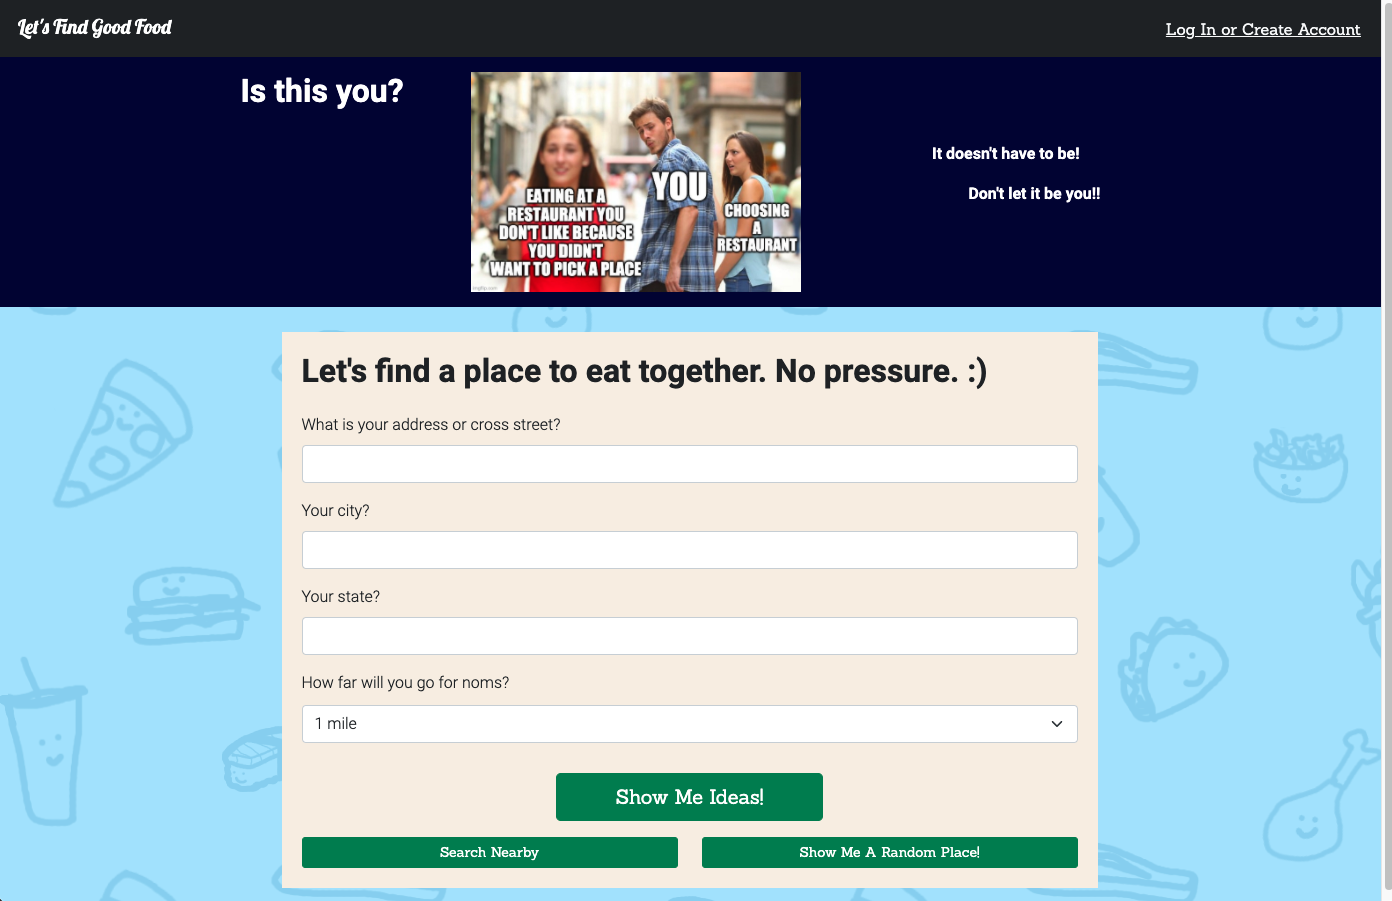 Let's Find Good Food
Log In or Create Account
Is this you?
EATING AT A
RESTAURANT YOU
DON'T LIKE BECAUSE
YOU DIDN'T
WANT TO PICK A PLACE
YOU
CHOOSING
A
RESTAURANT
imgflip.com
It doesn't have to be!
Don't let it be you!!
Let's find a place to eat together. No pressure. :)
What is your address or cross street?
Your city?
Your state?
How far will you go for noms?
1 mile
Show Me Ideas!
Search Nearby
Show Me A Random Place!